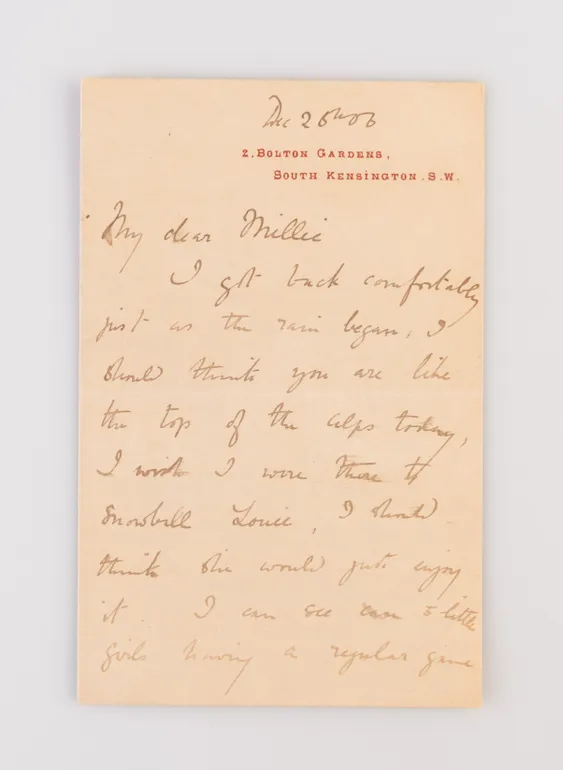 Dec 26th 06
2. BOLTON GARDENS,
SOUTH KENSINGTON. S.W.
My dear Millie
I got back comfortably
just as the rain began, I
should think you are like
the top of the alps today,
I wish I were there to
snowball Louie, I should
think she would just enjoy
it I can see 5 little
girls having a regular game